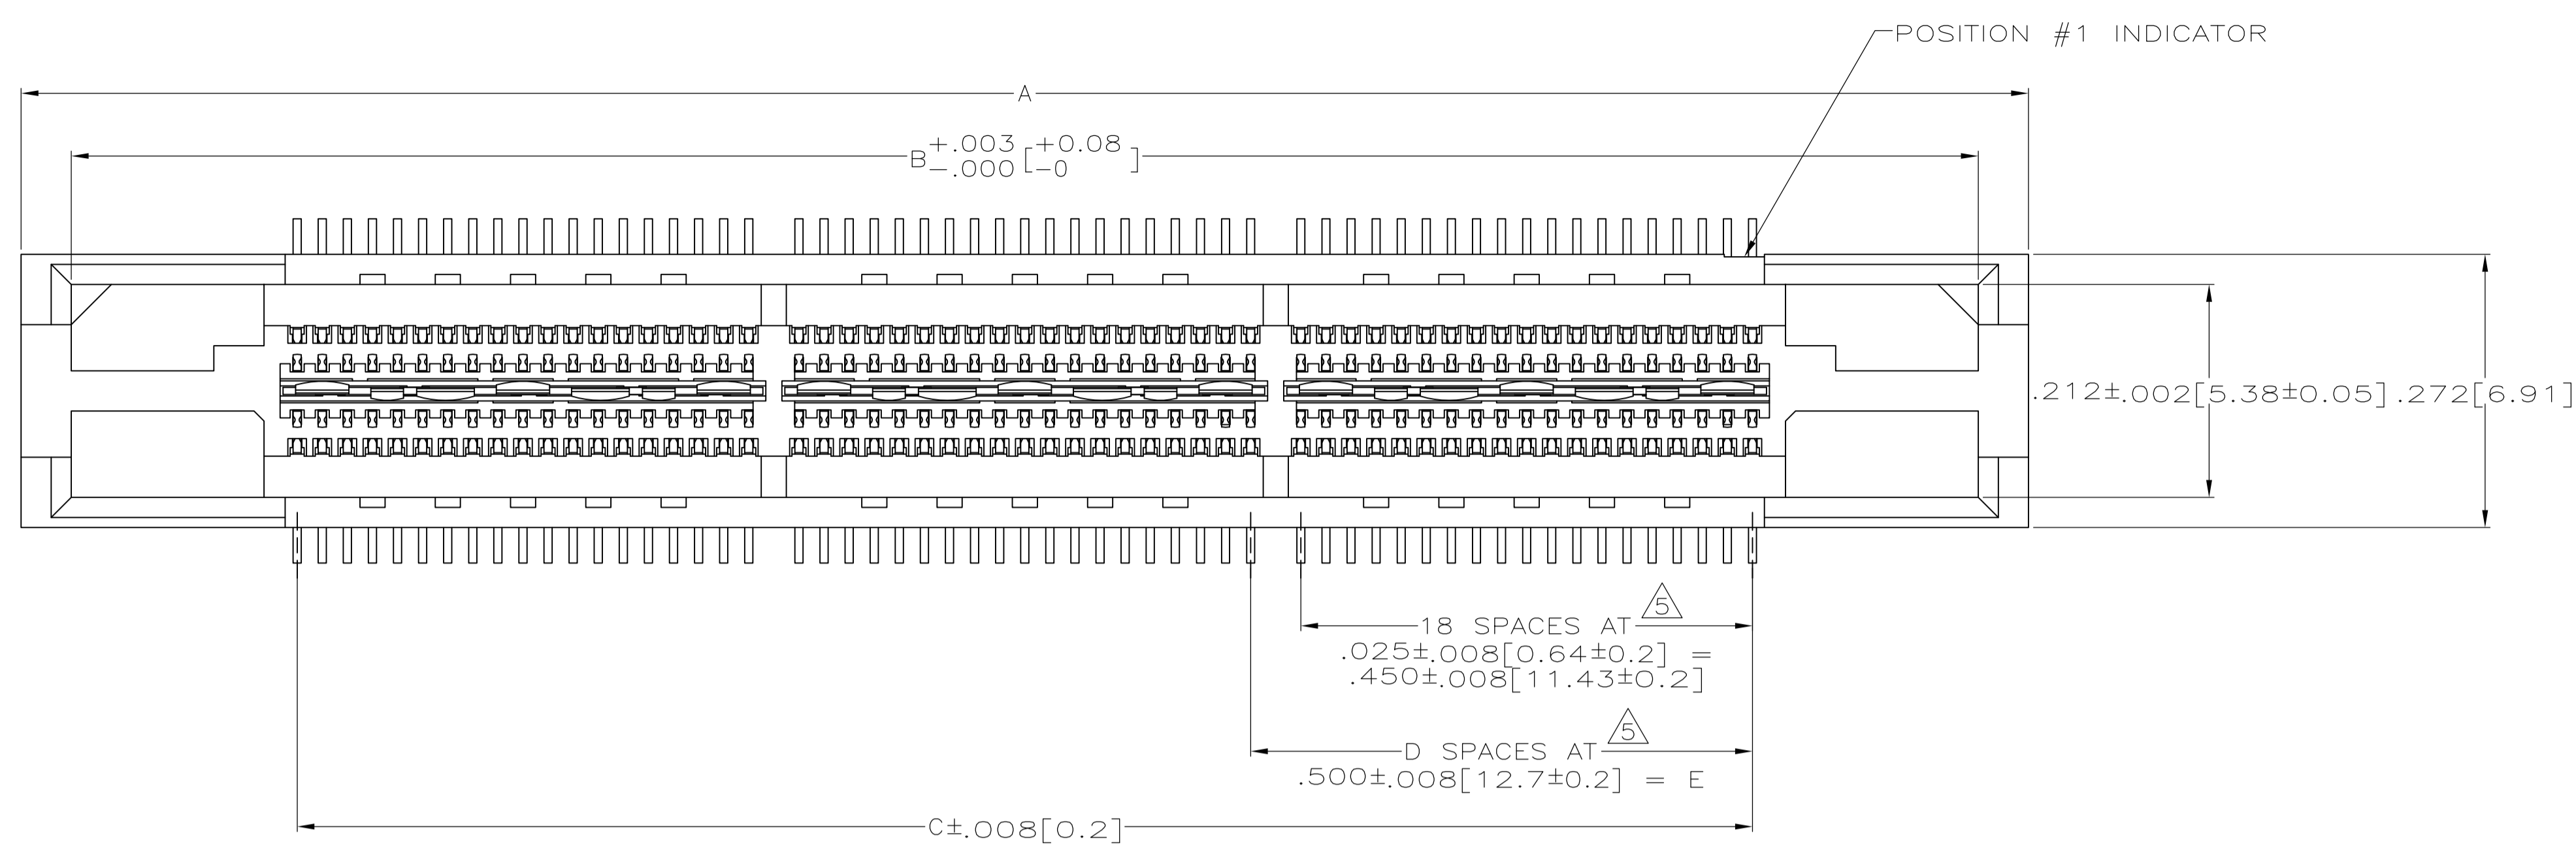 POSITION #1 INDICATOR
A
B +.003 [+0.08 ]
-.000 [-0 ]
.212±.002[5.38±0.05] .272[6.91]
5
18 SPACES AT
.025±.008[0.64±0.2] =
.450±.008[11.43±0.2]
5
D SPACES AT
.500±.008[12.7±0.2] = E
C±.008[0.2]